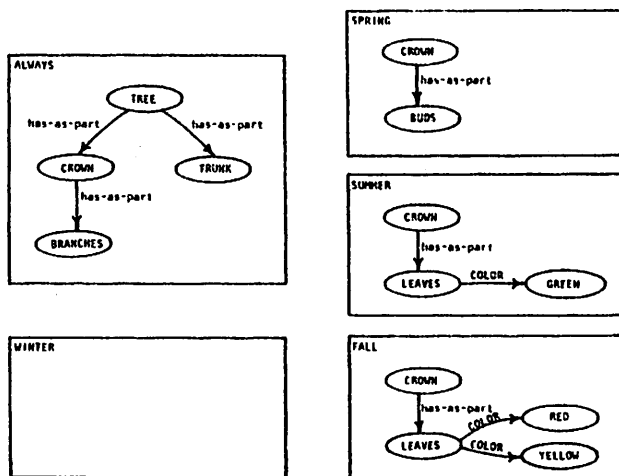 ALWAYS
TREE
has-as-part
has-as-part
CROWN
TRUNK
has-as-part
BRANCHES
WINTER
SPRING
CROWN
has-as-part
BUDS
SUMMER
CROWN
has-as-part
LEAVES
COLOR
GREEN
FALL
CROWN
has-as-part
COLOR
RED
LEAVES
COLOR
YELLOW